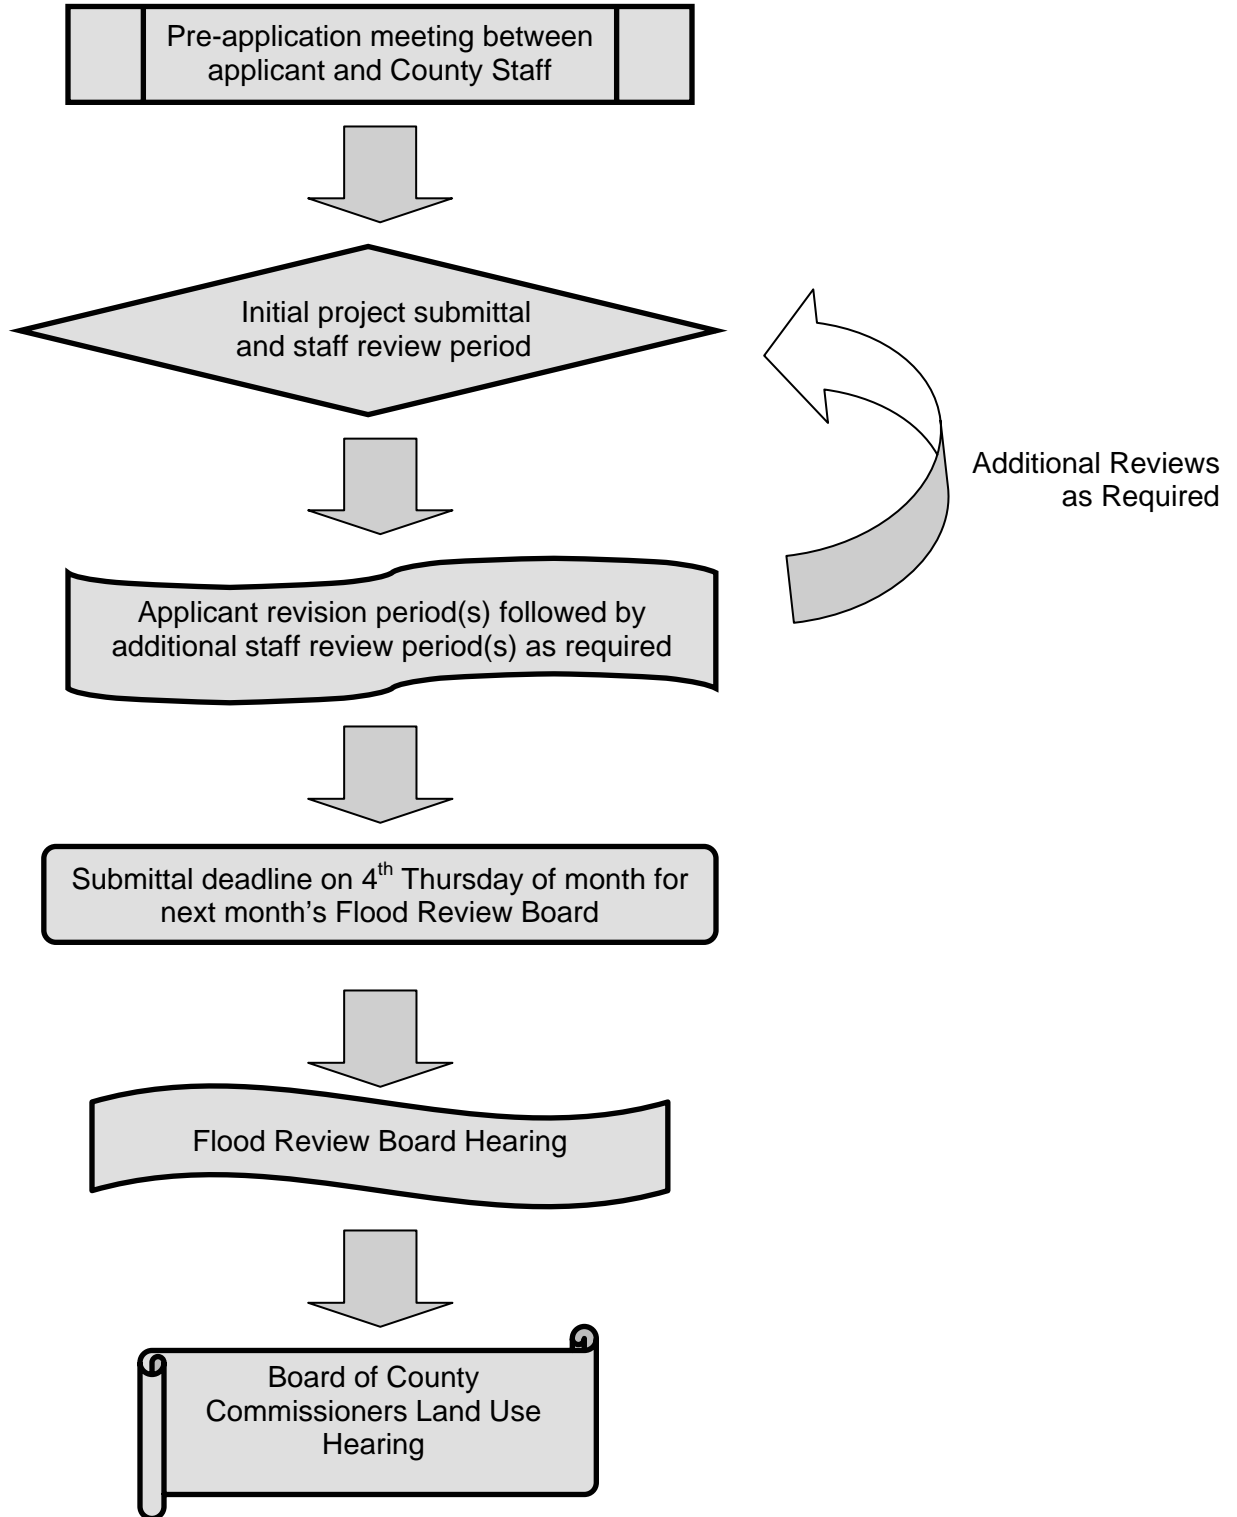 Pre-application meeting between
applicant and County Staff
Initial project submittal
and staff review period
Additional Reviews
as Required
Applicant revision period(s) followed by
additional staff review period(s) as required
Submittal deadline on 4th Thursday of month for
next month’s Flood Review Board
Flood Review Board Hearing
Board of County
Commissioners Land Use
Hearing